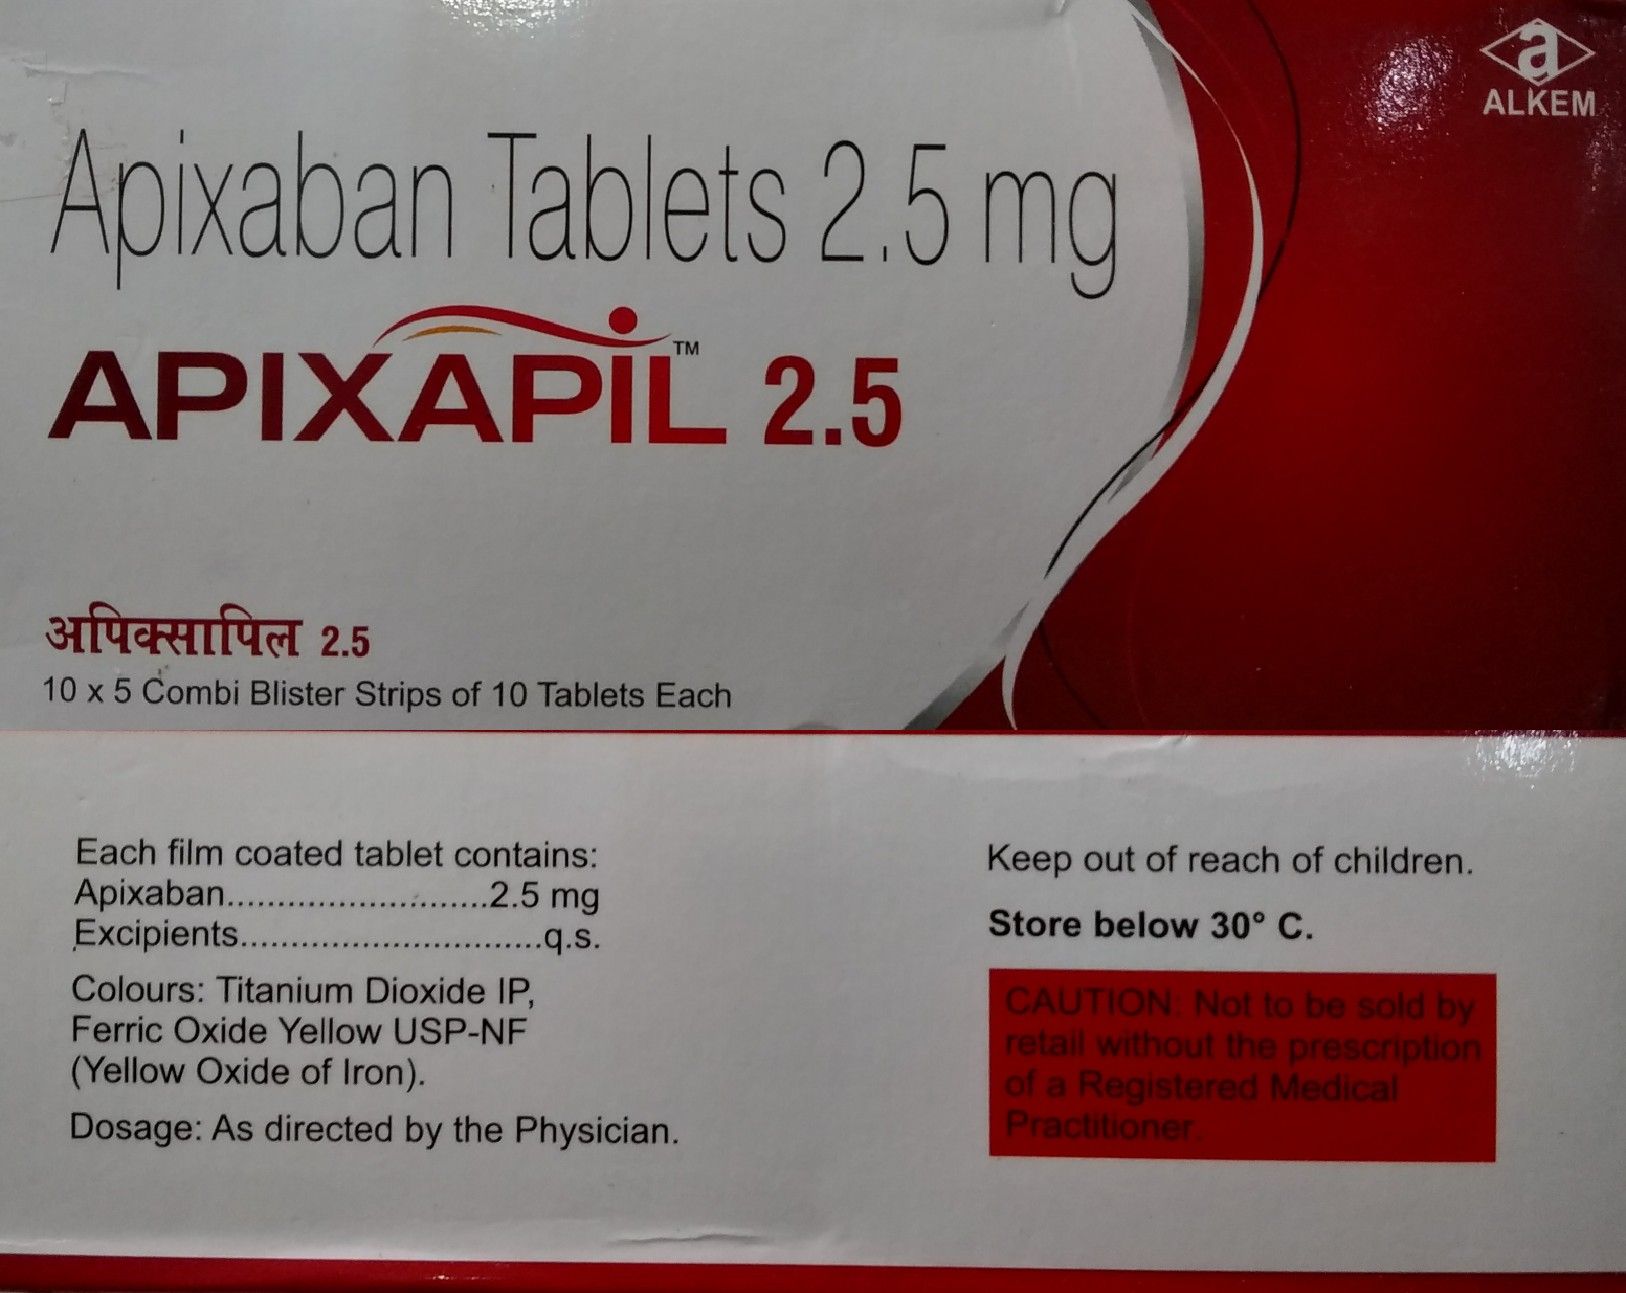 a
ALKEM
Apixaban Tablets 2.5 mg
APIXAPIL™ 2.5
अपिक्सापिल 2.5
10 x 5 Combi Blister Strips of 10 Tablets Each
Each film coated tablet contains:
Apixaban..........................2.5 mg
Excipients..............................q.s.
Colours: Titanium Dioxide IP,
Ferric Oxide Yellow USP-NF
(Yellow Oxide of Iron).
Dosage: As directed by the Physician.
Keep out of reach of children.
Store below 30° C.
CAUTION: Not to be sold by
retail without the prescription
of a Registered Medical
Practitioner.